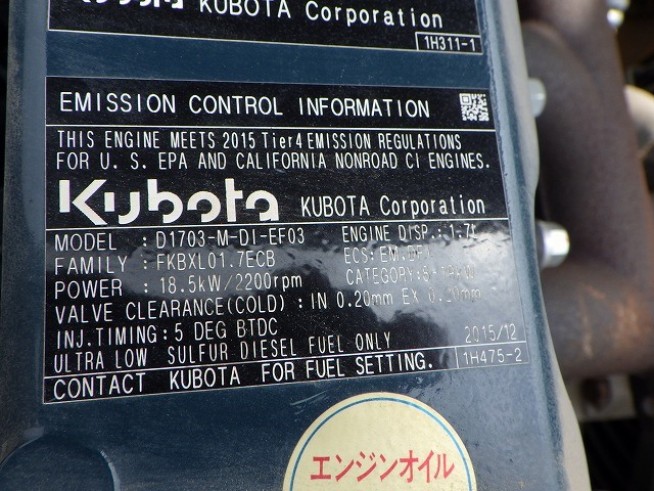 KUBOTA Corporation
1H311-1
EMISSION CONTROL INFORMATION
THIS ENGINE MEETS 2015 Tier4 EMISSION REGULATIONS
FOR U. S. EPA AND CALIFORNIA NONROAD CI ENGINES.
Kubota KUBOTA Corporation
MODEL : D1703-M-DI-EF03 ENGINE DISP.: 1.7ℓ
FAMILY : FKBXL01.7ECB ECS:
POWER : 18.5kW/2200rpm CATEGORY:
VALVE CLEARANCE(COLD) : IN 0.20mm EX 0.20mm
INJ.TIMING:5 DEG BTDC 2015/12
ULTRA LOW SULFUR DIESEL FUEL ONLY
CONTACT KUBOTA FOR FUEL SETTING. 1H475-2
エンジンオイル